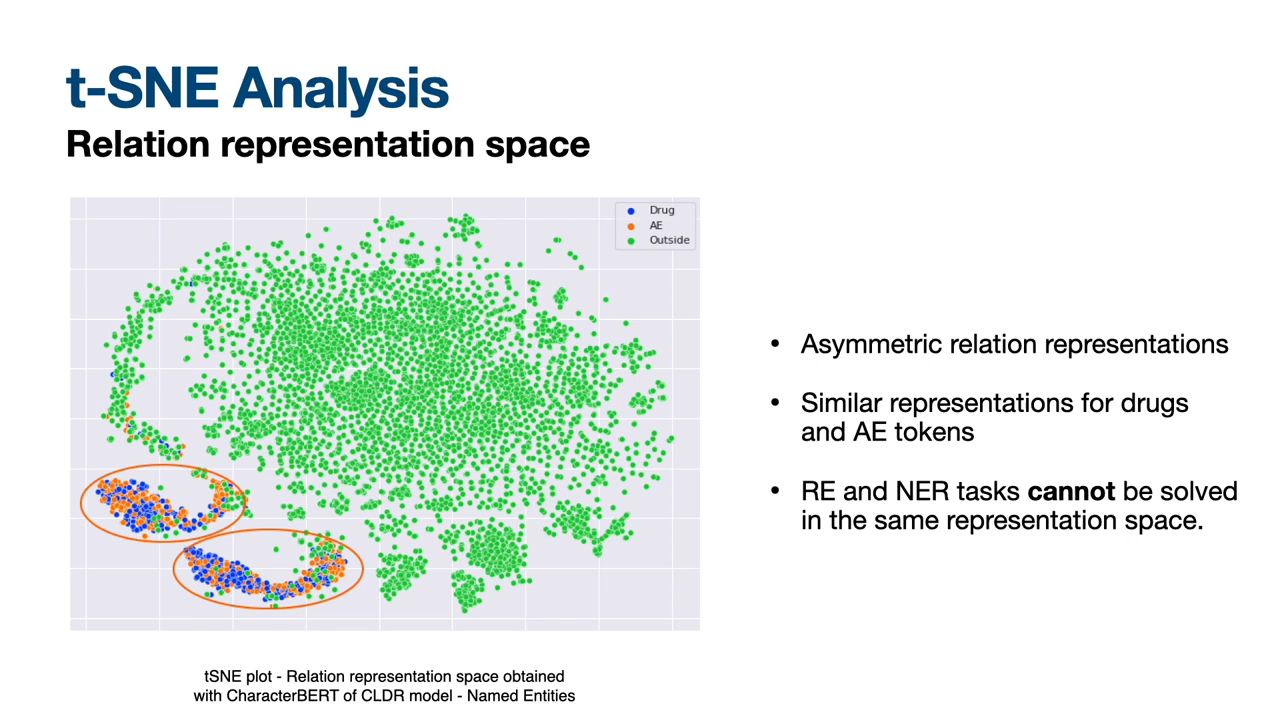 t-SNE Analysis
Relation representation space
Drug
AE
Outside
• Asymmetric relation representations
• Similar representations for drugs
and AE tokens
• RE and NER tasks cannot be solved
in the same representation space.
tSNE plot - Relation representation space obtained
with CharacterBERT of CLDR model - Named Entities